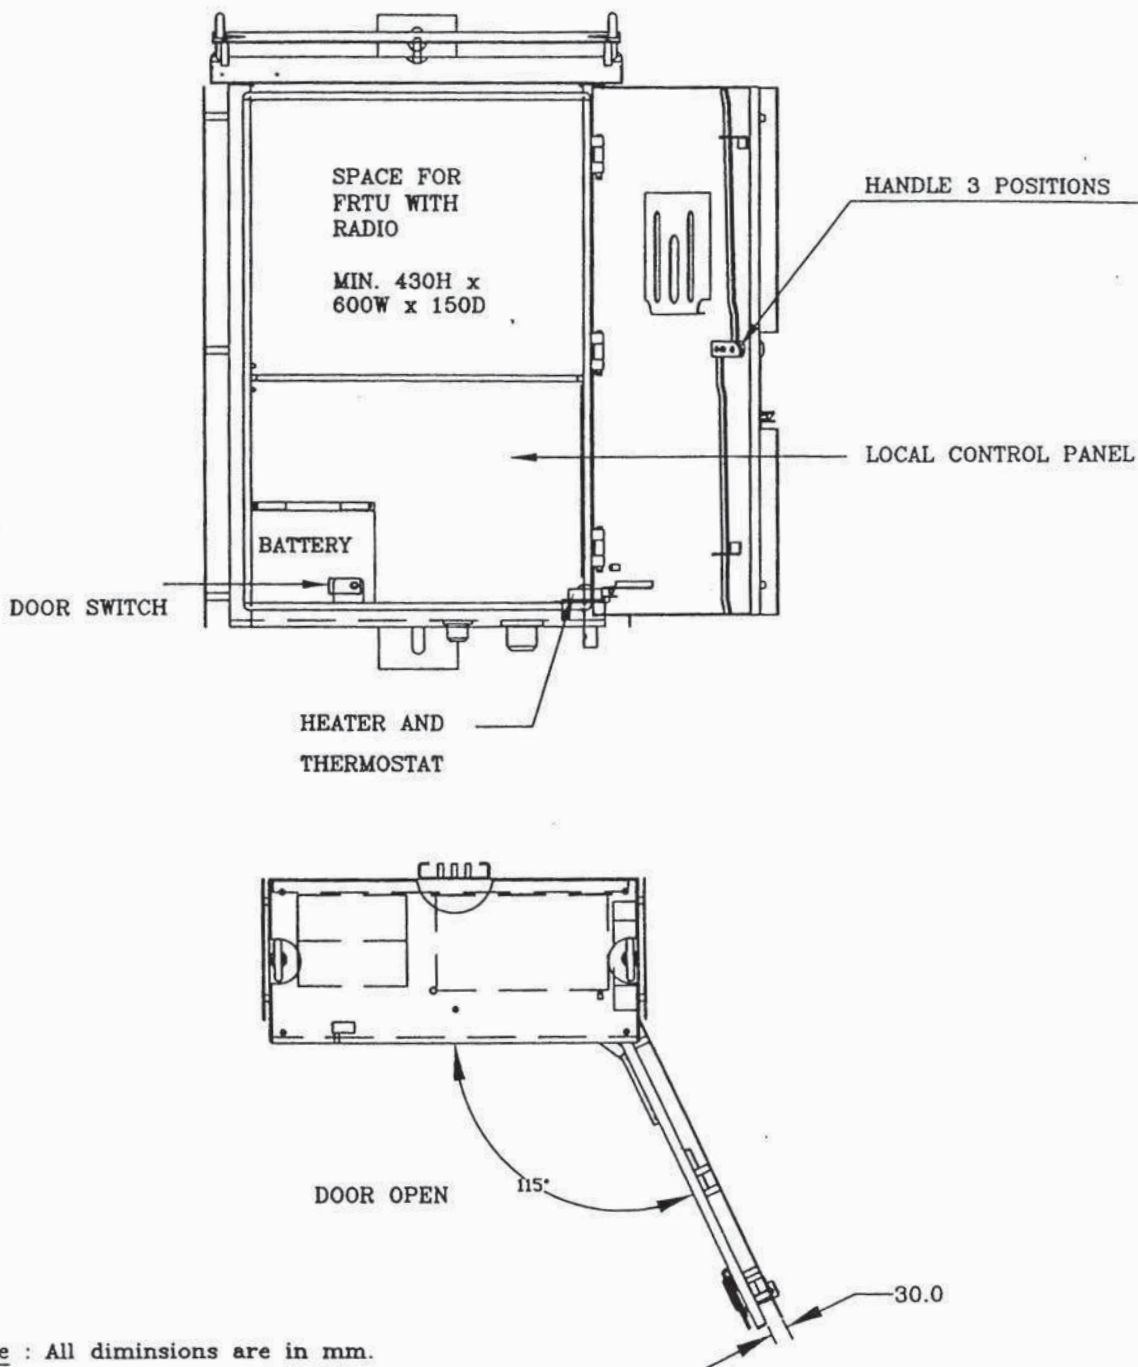 SPACE FOR
FRTU WITH
RADIO
MIN. 430H x
600W x 150D
HANDLE 3 POSITIONS
LOCAL CONTROL PANEL
BATTERY
DOOR SWITCH
HEATER AND
THERMOSTAT
DOOR OPEN
115°
30.0
e : All diminsions are in mm.